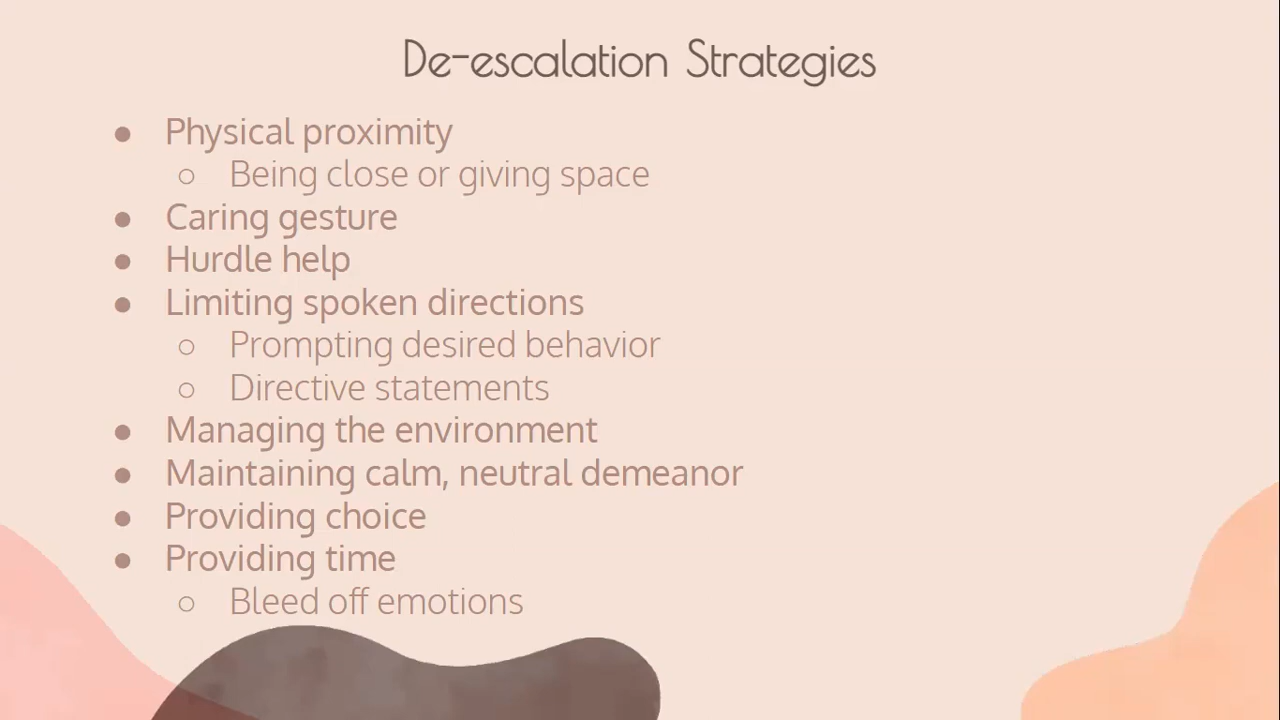 De-escalation Strategies
● Physical proximity
○ Being close or giving space
● Caring gesture
● Hurdle help
● Limiting spoken directions
○ Prompting desired behavior
○ Directive statements
● Managing the environment
● Maintaining calm, neutral demeanor
● Providing choice
● Providing time
○ Bleed off emotions